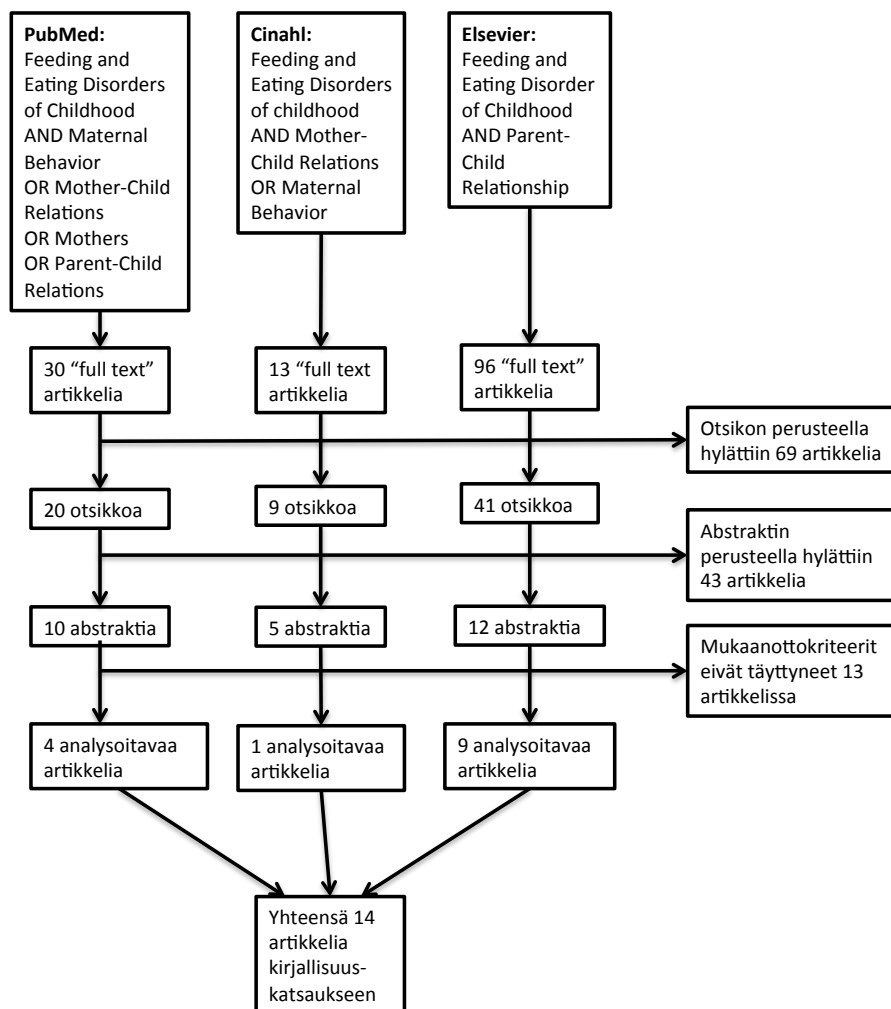 PubMed:
Feeding and
Eating Disorders
of Childhood
AND Maternal
Behavior
OR Mother-Child
Relations
OR Mothers
OR Parent-Child
Relations
Cinahl:
Feeding and
Eating Disorders
of childhood
AND Mother-
Child Relations
OR Maternal
Behavior
Elsevier:
Feeding and
Eating Disorder
of Childhood
AND Parent-
Child
Relationship
30 “full text”
artikkelia
13 “full text
artikkelia
96 “full text”
artikkelia
Otsikon perusteella
hylättiin 69 artikkelia
20 otsikkoa
9 otsikkoa
41 otsikkoa
Abstraktin
perusteella hylättiin
43 artikkelia
10 abstraktia
5 abstraktia
12 abstraktia
Mukaanottokriteerit
eivät täyttyneet 13
artikkelissa
4 analysoitavaa
artikkelia
1 analysoitavaa
artikkelia
9 analysoitavaa
artikkelia
Yhteensä 14
artikkelia
kirjallisuus-
katsaukseen